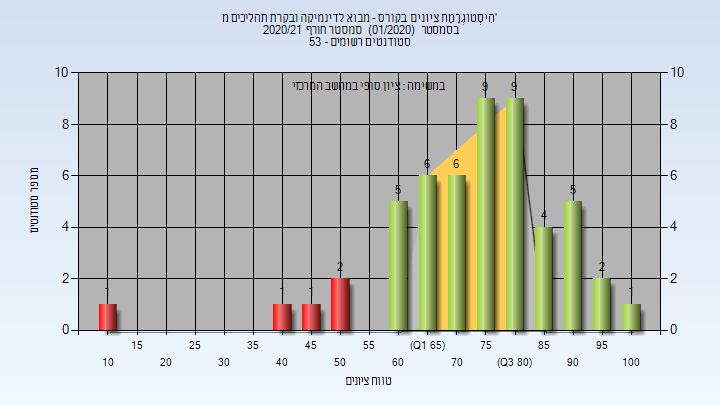 הִיסְטוֹגְרָמַת ציונים בקורס - מבוא לדינמיקה ובקרת תהליכים מ'
בסמסטר (01/2020) סמסטר חורף 2020/21
סטודנטים רשומים - 53
במשימה : ציון סופי במחשב המרכזי
מספר סטודנטים
10 8 6 4 2 0
1 1 1 2 5 6 6 9 9 4 5 2 1
10 8 6 4 2 0
15 25 35 45 55 (Q1 65) 75 85 95
10 20 30 40 50 60 70 (Q3 80) 90 100
טווח ציונים